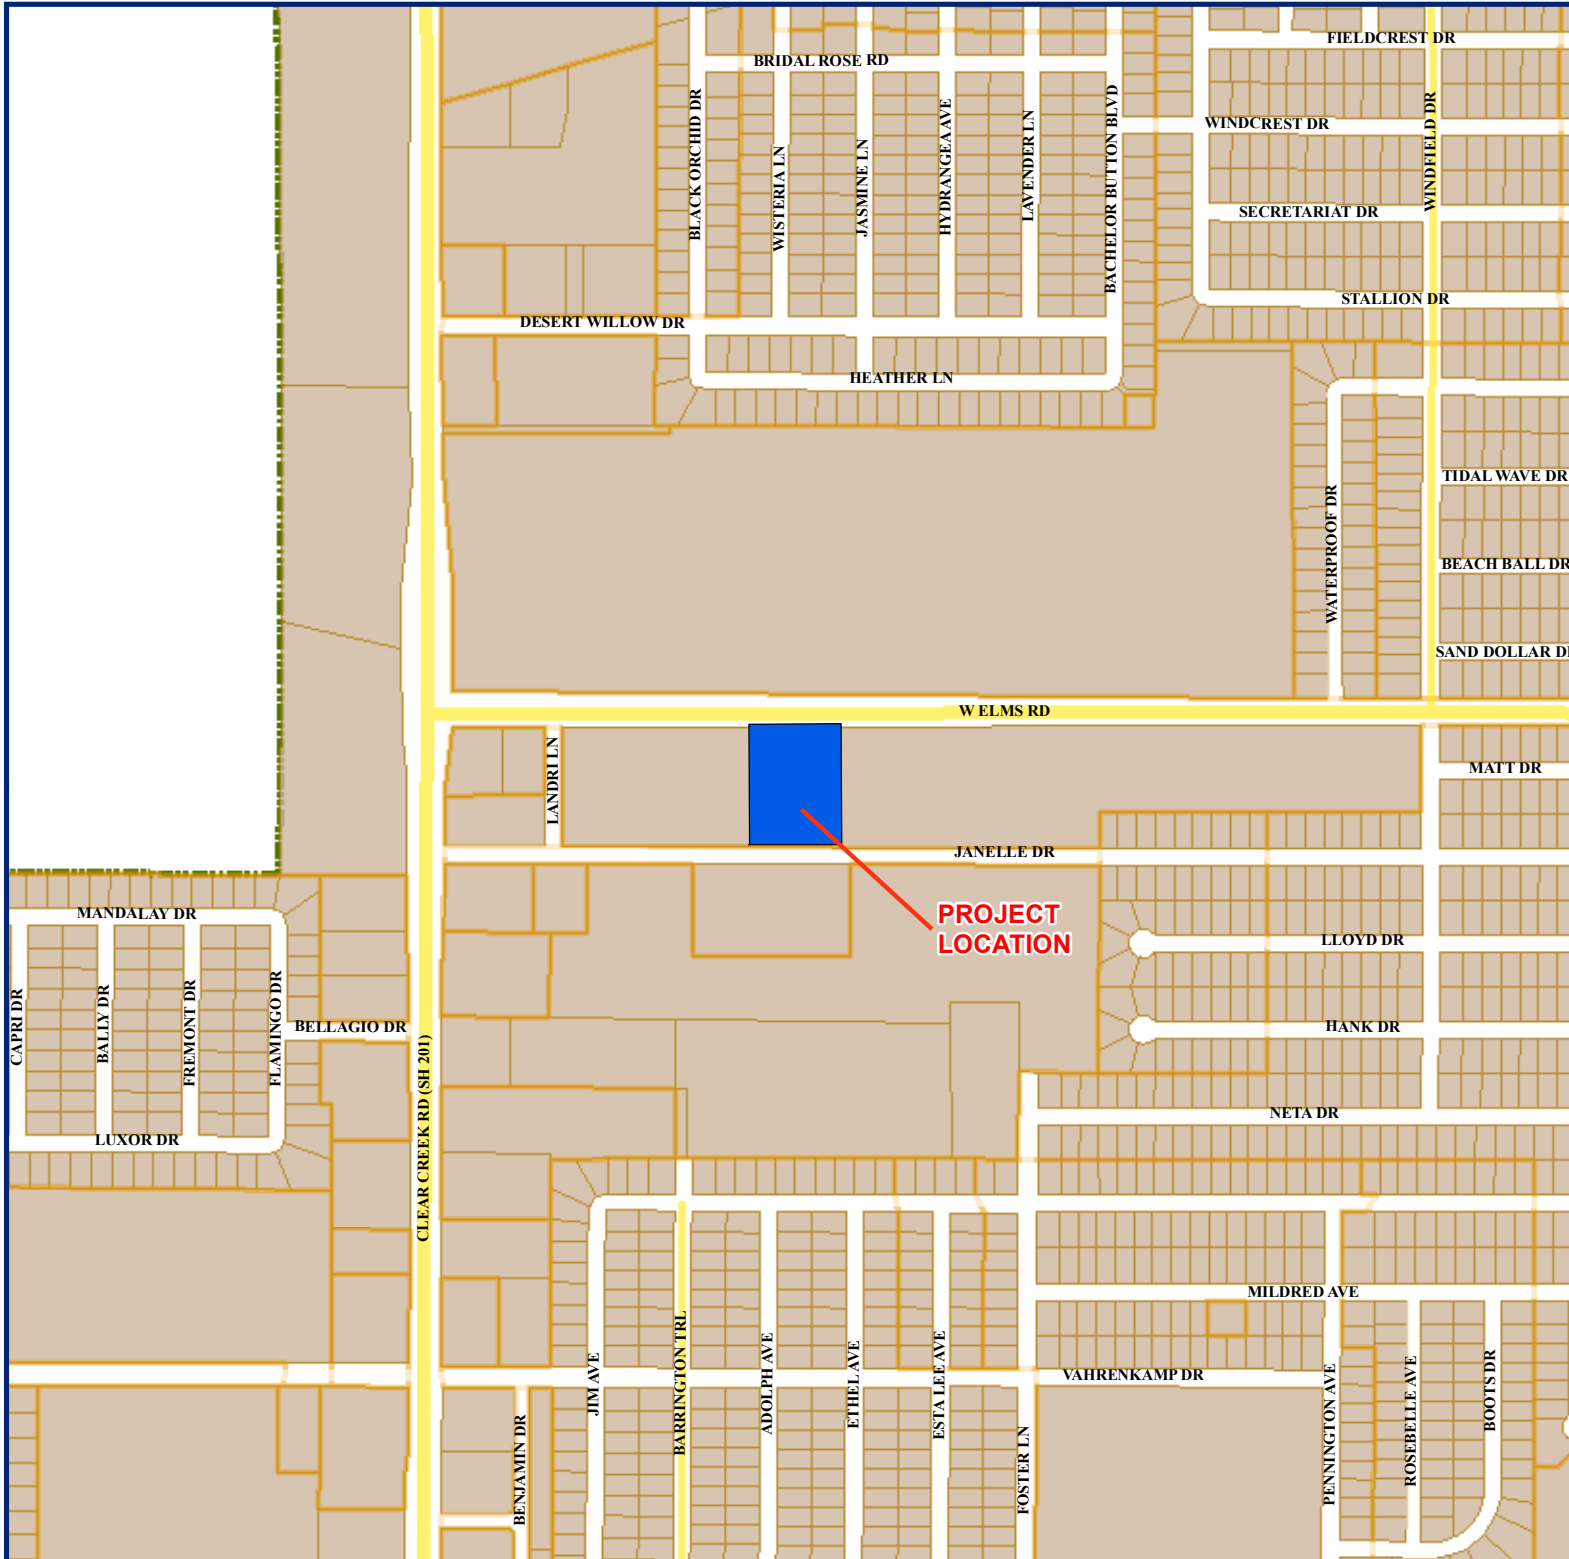 FIELDCREST DR
BRIDAL ROSE RD
WINDCREST DR
BLACK ORCHID DR
WISTERIA LN
JASMINE LN
HYDRANGEA AVE
LAVENDER LN
BACHELOR BUTTON BLVD
WINDFIELD DR
SECRETARIAT DR
STALLION DR
DESERT WILLOW DR
HEATHER LN
TIDAL WAVE DR
WATERPROOF DR
BEACH BALL DR
SAND DOLLAR D
W ELMS RD
LANDRI LN
MATT DR
JANELLE DR
PROJECT
LOCATION
MANDALAY DR
LLOYD DR
CAPRI DR
BALLY DR
FREMONT DR
FLAMINGO DR
BELLAGIO DR
HANK DR
CLEAR CREEK RD (SH 201)
NETA DR
LUXOR DR
MILDRED AVE
JIM AVE
BARRINGTON TRL
ADOLPH AVE
ETHEL AVE
ESTA LEE AVE
VAHRENKAMP DR
BENJAMIN DR
FOSTER LN
PENNINGTON AVE
ROSEBELLE AVE
BOOTS DR